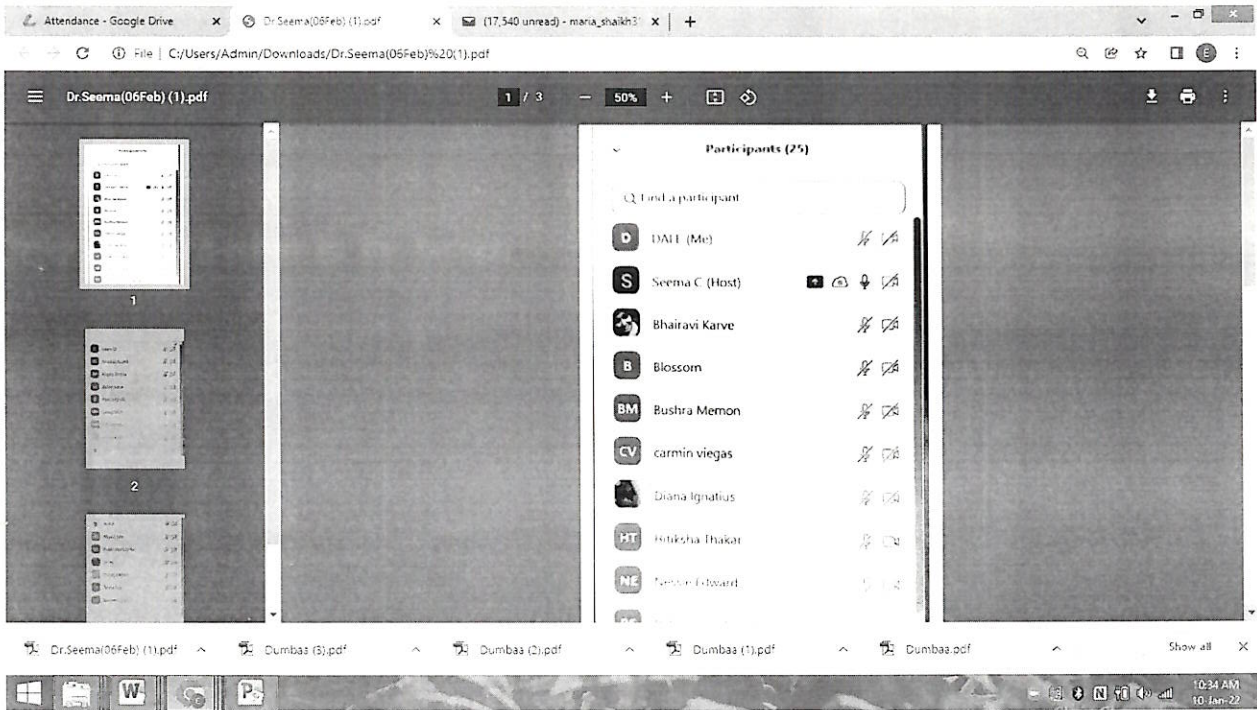 Attendance - Google Drive
Dr.Seema(06Feb) (1).pdf
(17,540 unread) - maria_shaikh3
File | C:/Users/Admin/Downloads/Dr.Seema(06Feb)%20(1).pdf
E
Dr.Seema(06Feb) (1).pdf
1 / 3
50%
Participants (25)
Find a participant
D DALE (Me)
S Seema C (Host)
Bhairavi Karve
B Blossom
BM Bushra Memon
CV carmin viegas
Diana Ignatius
HT Hitiksha Thakar
NE Nessie Edward
1
2
Dr.Seema(06Feb) (1).pdf
Dumbaa (3).pdf
Dumbaa (2).pdf
Dumbaa (1).pdf
Dumbaa.pdf
Show all
10:34 AM
10-Jan-22